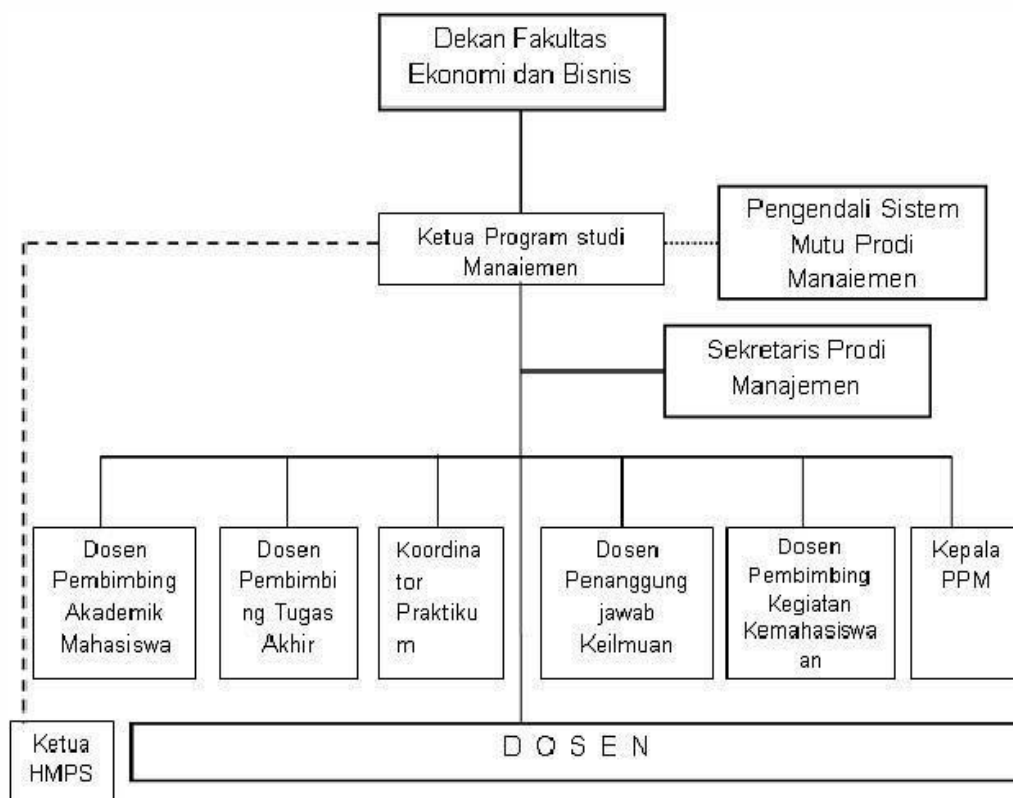 Dekan Fakultas
Ekonomi dan Bisnis
Ketua Program studi
Manaiemen
Pengendali Sistem
Mutu Prodi
Manaiemen
Sekretaris Prodi
Manajemen
Dosen
Pembimbing
Akademik
Mahasiswa
Dosen
Pembimbi
ng Tugas
Akhir
Koordina
tor
Praktiku
m
Dosen
Penanggung
jawab
Keilmuan
Dosen
Pembimbing
Kegiatan
Kemahasiswa
an
Kepala
PPM
Ketua
HMPS
D O S E N